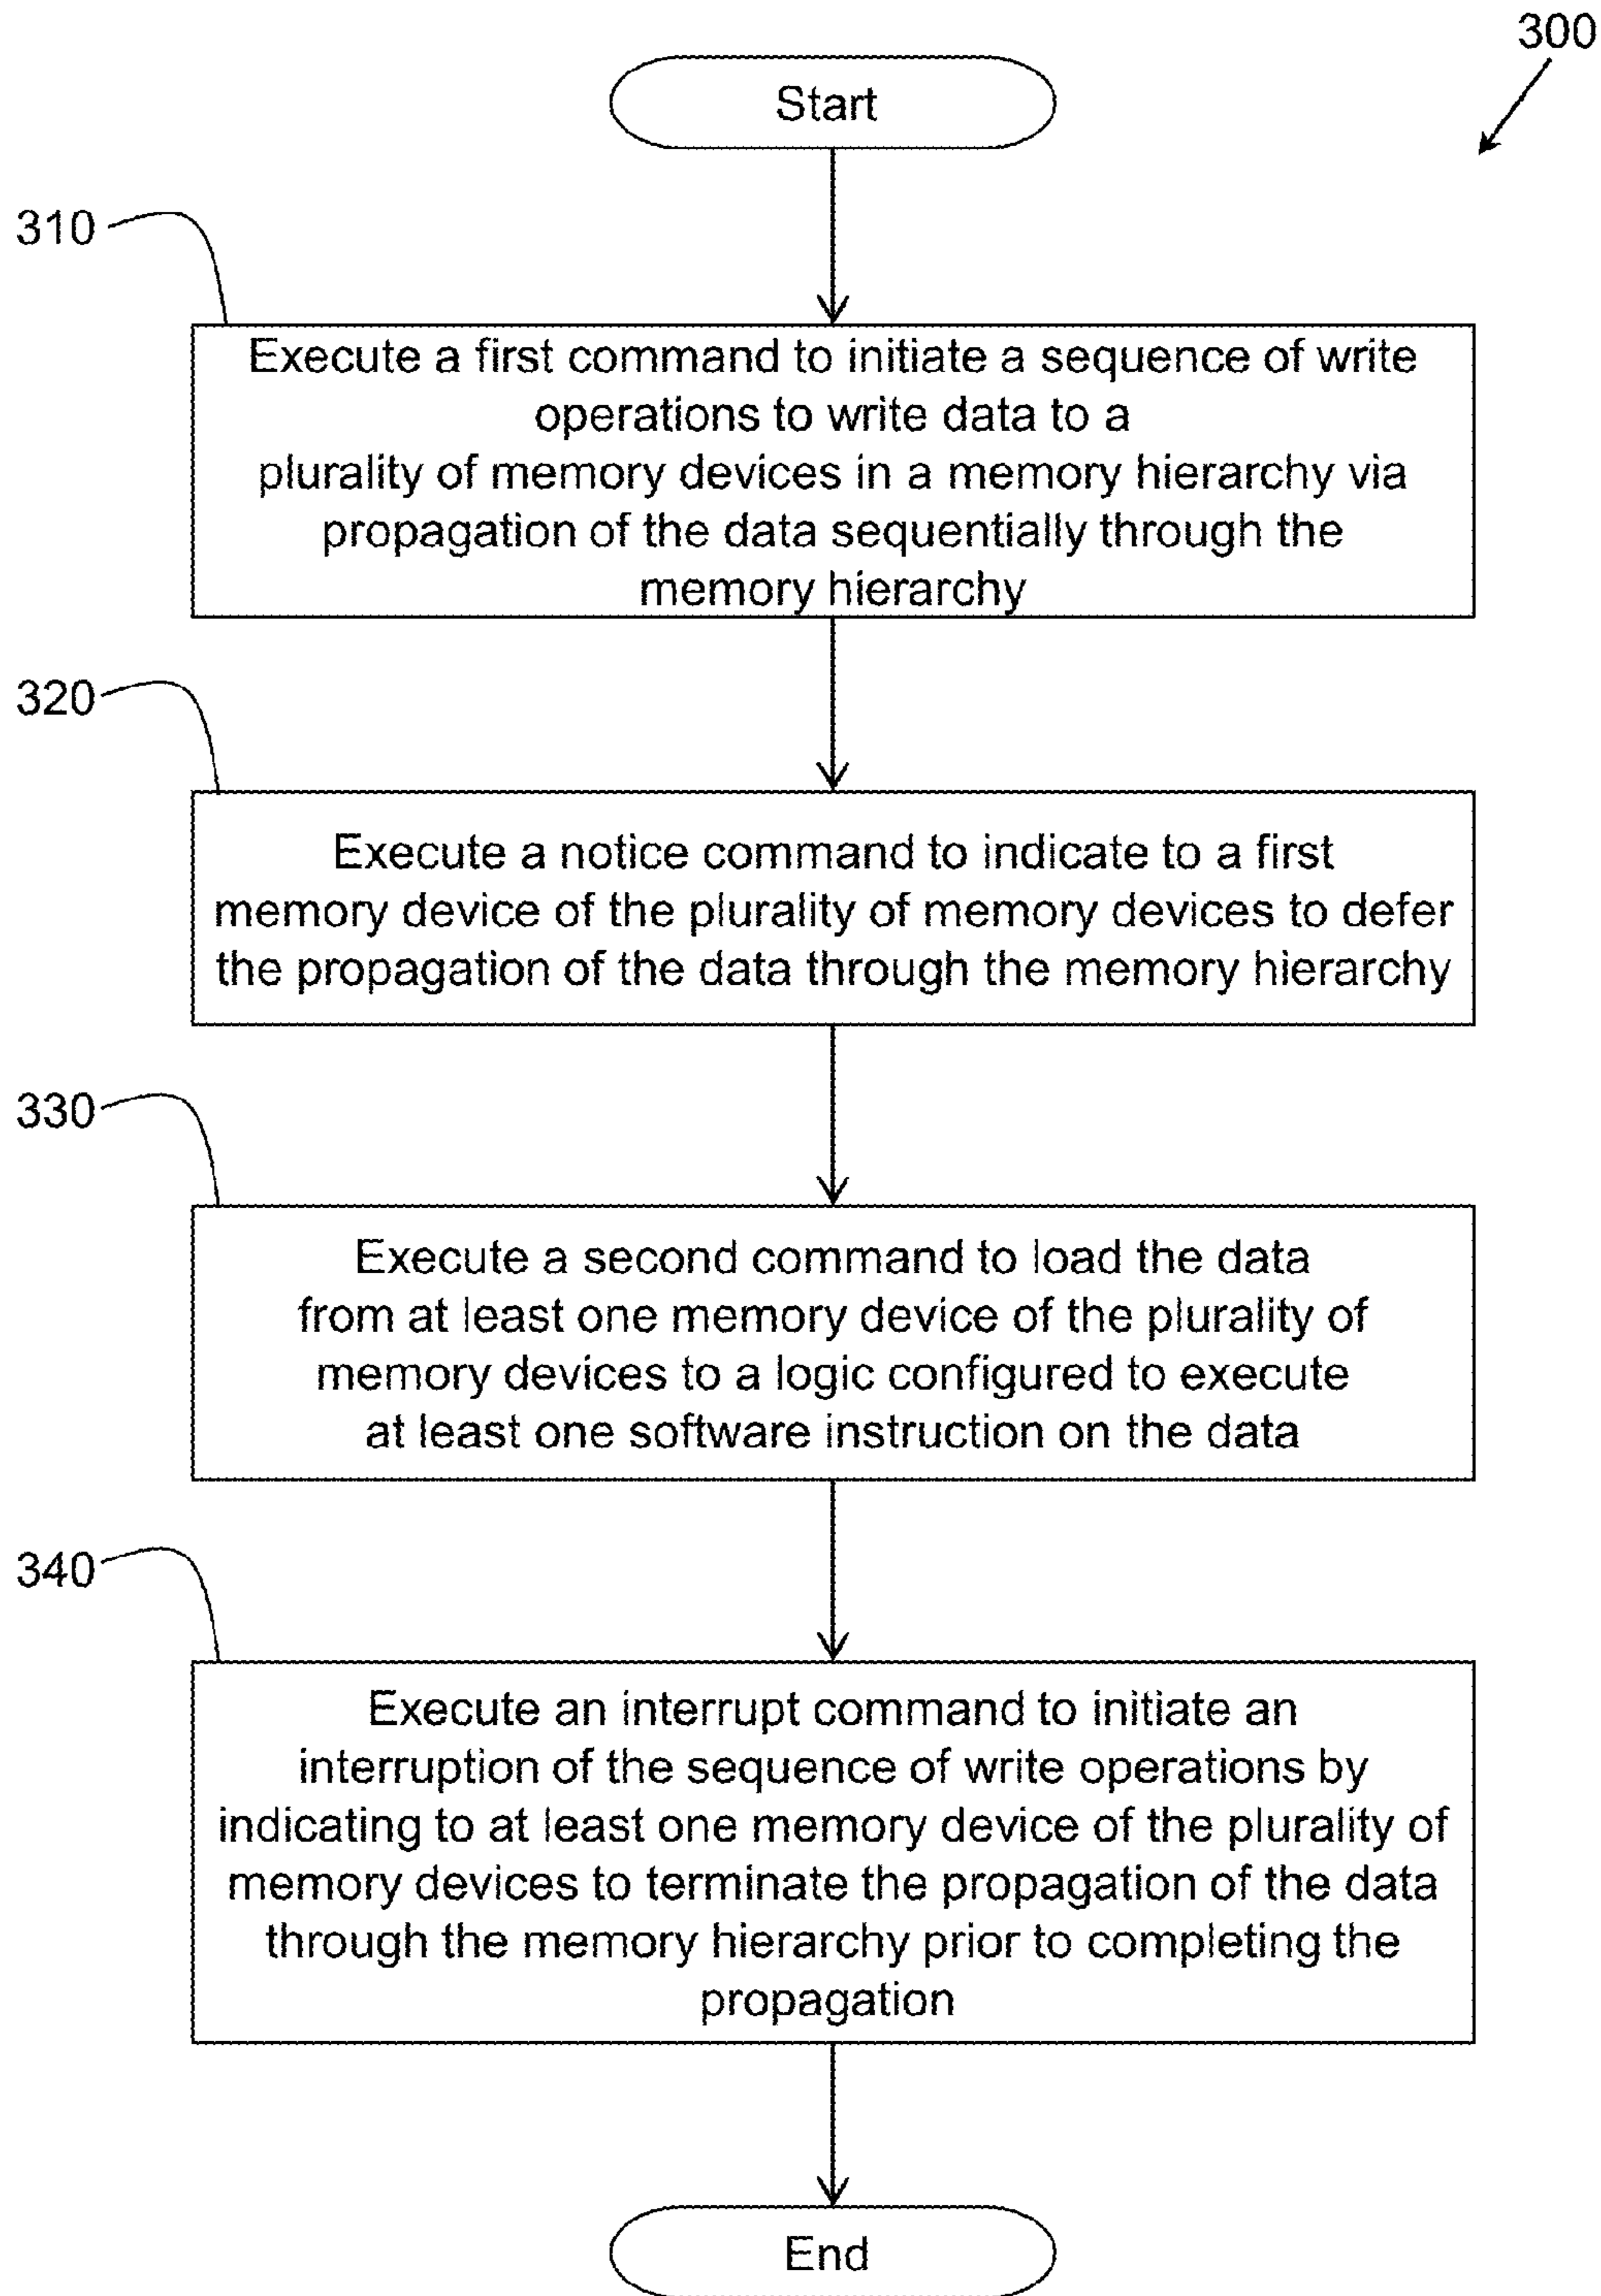 300
Start
310
Execute a first command to initiate a sequence of write
operations to write data to a
plurality of memory devices in a memory hierarchy via
propagation of the data sequentially through the
memory hierarchy
320
Execute a notice command to indicate to a first
memory device of the plurality of memory devices to defer
the propagation of the data through the memory hierarchy
330
Execute a second command to load the data
from at least one memory device of the plurality of
memory devices to a logic configured to execute
at least one software instruction on the data
340
Execute an interrupt command to initiate an
interruption of the sequence of write operations by
indicating to at least one memory device of the plurality of
memory devices to terminate the propagation of the data
through the memory hierarchy prior to completing the
propagation
End